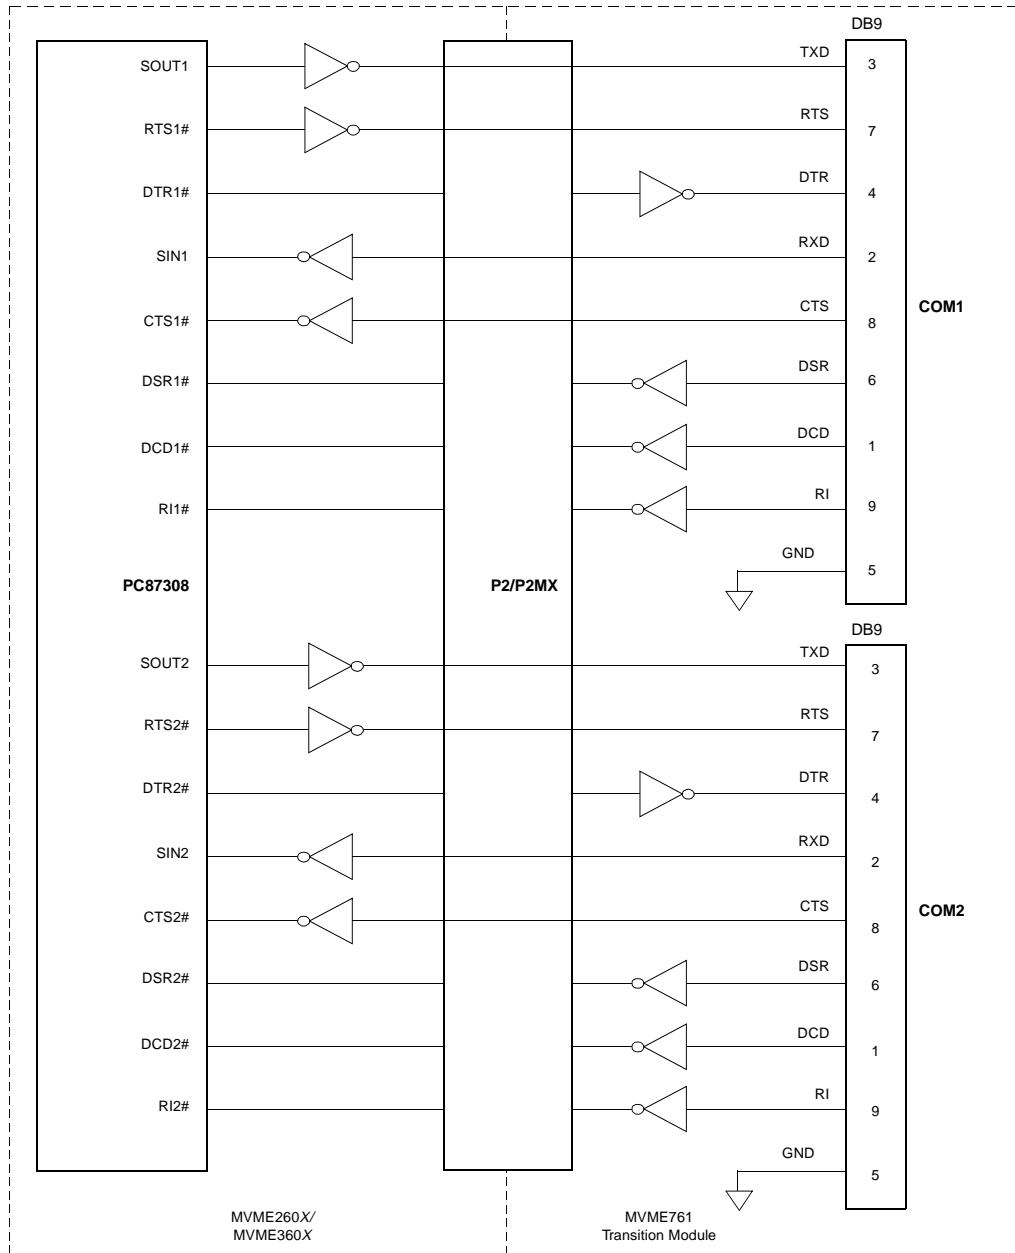 DB9
SOUT1 TXD 3
RTS1# RTS 7
DTR1# DTR 4
SIN1 RXD 2
COM1
CTS1# CTS 8
DSR1# DSR 6
DCD1# DCD 1
RI1# RI 9
GND 5
PC87308 P2/P2MX
DB9
SOUT2 TXD 3
RTS2# RTS 7
DTR2# DTR 4
SIN2 RXD 2
CTS2# CTS 8
COM2
DSR2# DSR 6
DCD2# DCD 1
RI2# RI 9
GND 5
MVME260X/
MVME360X
MVME761
Transition Module